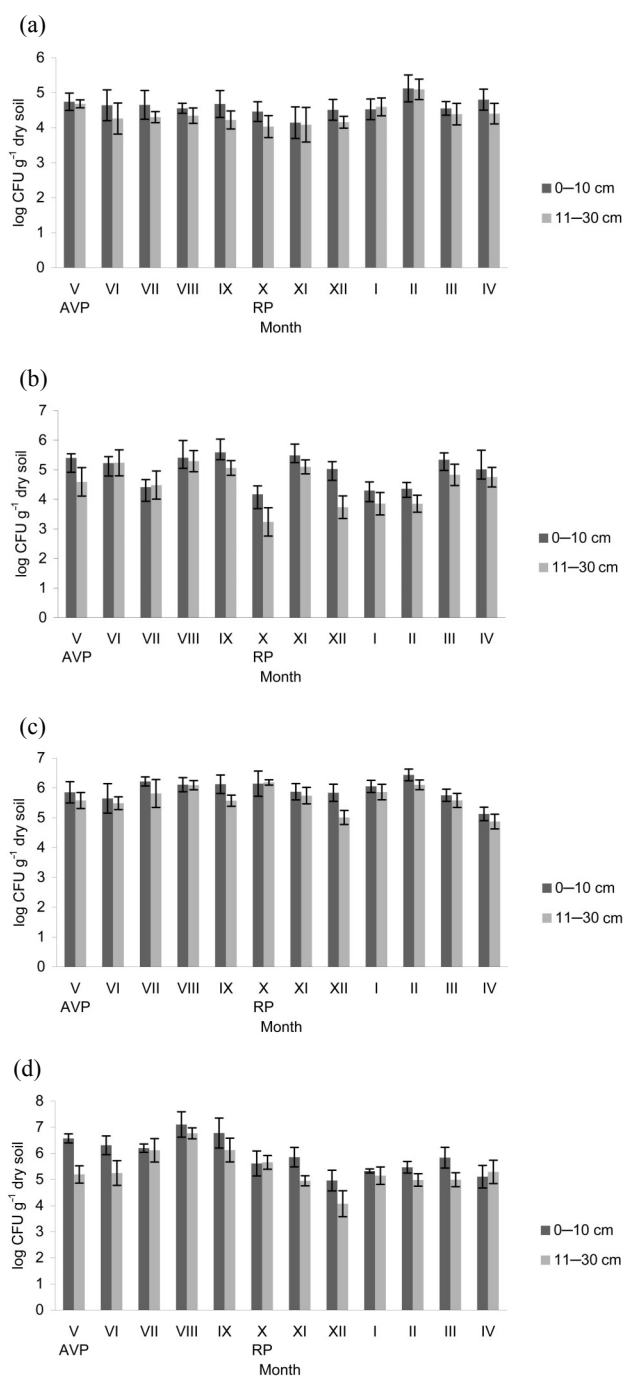 (a)
log CFU g⁻¹ dry soil
6
5
4
3
2
1
0
V VI VII VIII IX X XI XII I II III IV
AVP RP
Month
0–10 cm
11–30 cm
(b)
log CFU g⁻¹ dry soil
7
6
5
4
3
2
1
0
V VI VII VIII IX X XI XII I II III IV
AVP RP
Month
0–10 cm
11–30 cm
(c)
log CFU g⁻¹ dry soil
7
6
5
4
3
2
1
0
V VI VII VIII IX X XI XII I II III IV
AVP RP
Month
0–10 cm
11–30 cm
(d)
log CFU g⁻¹ dry soil
8
7
6
5
4
3
2
1
0
V VI VII VIII IX X XI XII I II III IV
AVP RP
Month
0–10 cm
11–30 cm